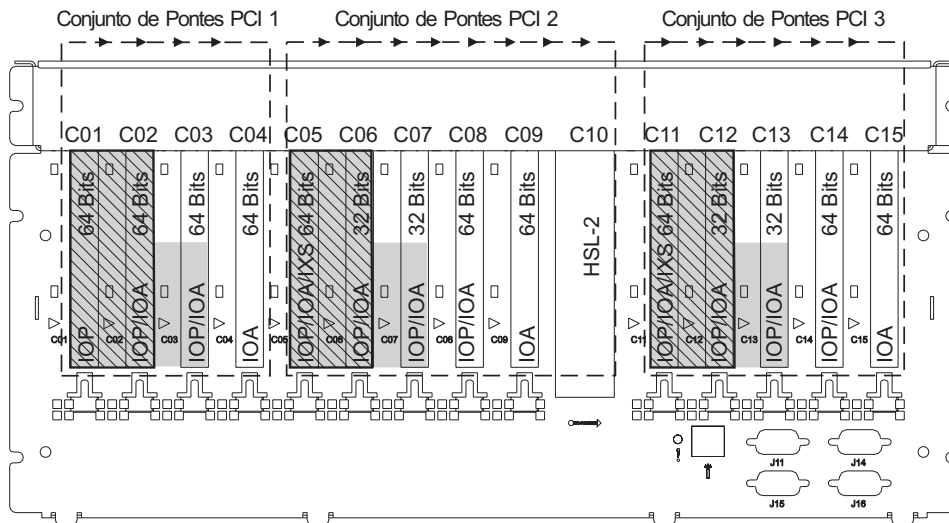 Conjunto de Pontes PCI 1
Conjunto de Pontes PCI 2
Conjunto de Pontes PCI 3
C01 C02 C03 C04 C05 C06 C07 C08 C09 C10 C11 C12 C13 C14 C15
IOP 64 Bits
IOP/IOA 64 Bits
IOP/IOA 64 Bits
IOA 64 Bits
IOP/IOA/IXS 64 Bits
IOP/IOA 32 Bits
IOP/IOA 32 Bits
IOP/IOA 64 Bits
IOA 64 Bits
HSL-2
IOP/IOA/IXS 64 Bits
IOP/IOA 32 Bits
IOP/IOA 32 Bits
IOP/IOA 64 Bits
IOA 64 Bits
C01 C02 C03 C04 C05 C06 C07 C08 C09 C11 C12 C13 C14 C15
J11
J14
J15
J16